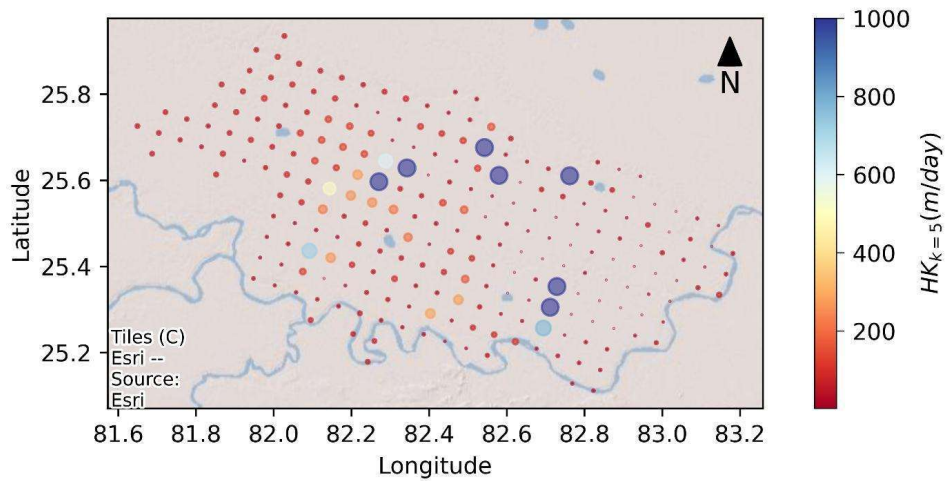 1000
800
600
400
200
HK_{k=5}(m/day)
N
25.8
25.6
25.4
25.2
Latitude
Tiles (C)
Esri --
Source:
Esri
81.6 81.8 82.0 82.2 82.4 82.6 82.8 83.0 83.2
Longitude